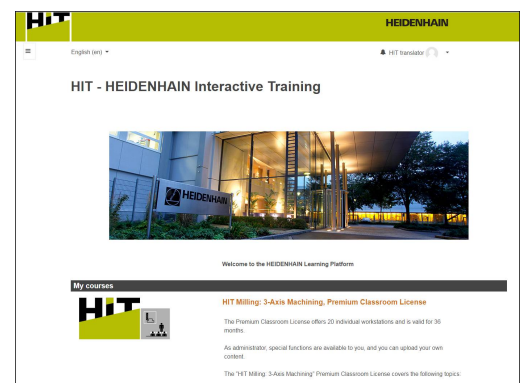 HiT
HEIDENHAIN
English (en)
HIT translator
HIT - HEIDENHAIN Interactive Training
HEIDENHAIN
Welcome to the HEIDENHAIN Learning Platform
My courses
HiT
HIT Milling: 3-Axis Machining, Premium Classroom License
The Premium Classroom License offers 20 individual workstations and is valid for 36
months.
As administrator, special functions are available to you, and you can upload your own
content.
The "HIT Milling: 3-Axis Machining" Premium Classroom License covers the following topics: